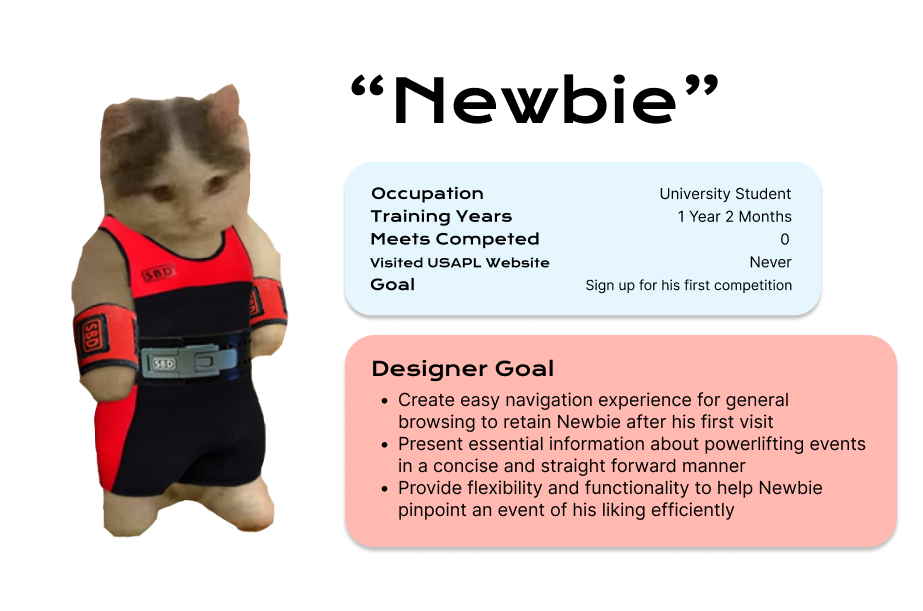 “Newbie”
Occupation University Student
Training Years 1 Year 2 Months
Meets Competed 0
Visited USAPL Website Never
Goal Sign up for his first competition
SBD
SBD
SBD
SBD
Designer Goal
• Create easy navigation experience for general
browsing to retain Newbie after his first visit
• Present essential information about powerlifting events
in a concise and straight forward manner
• Provide flexibility and functionality to help Newbie
pinpoint an event of his liking efficiently